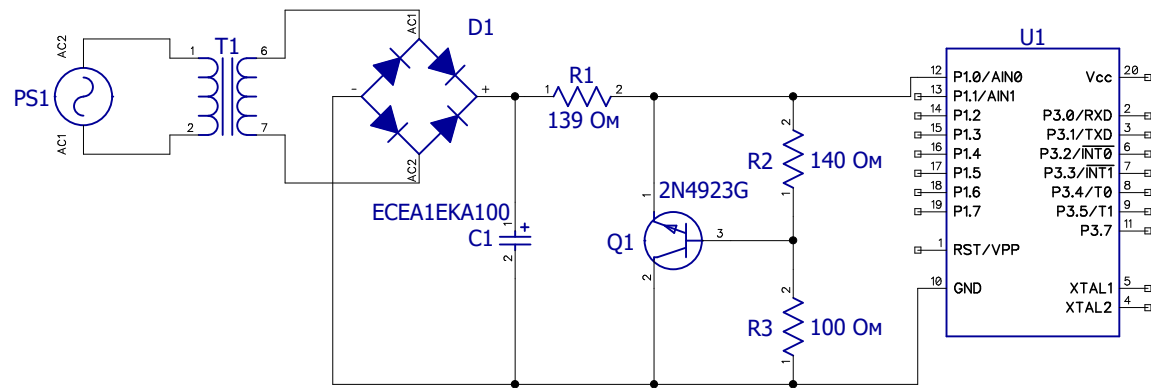 PS1
AC2
AC1
T1
1
2
6
7
D1
AC1
AC2
-
+
R1
1
2
139 Ом
ECEA1EKA100
C1
1
+
2
2N4923G
Q1
1
2
3
R2
2
1
140 Ом
R3
2
1
100 Ом
U1
12 P1.0/AIN0 Vcc 20
13 P1.1/AIN1
14 P1.2 P3.0/RXD 2
15 P1.3 P3.1/TXD 3
16 P1.4 P3.2/INT0 6
17 P1.5 P3.3/INT1 7
18 P1.6 P3.4/T0 8
19 P1.7 P3.5/T1 9
P3.7 11
1 RST/VPP
10 GND XTAL1 5
XTAL2 4